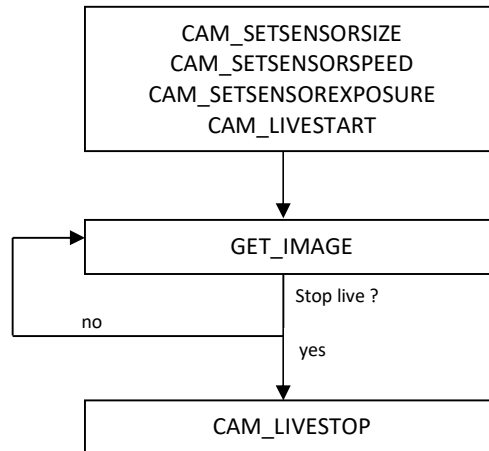 CAM_SETSENSORSIZE
CAM_SETSENSORSPEED
CAM_SETSENSOREXPOSURE
CAM_LIVESTART
GET_IMAGE
Stop live ?
no
yes
CAM_LIVESTOP